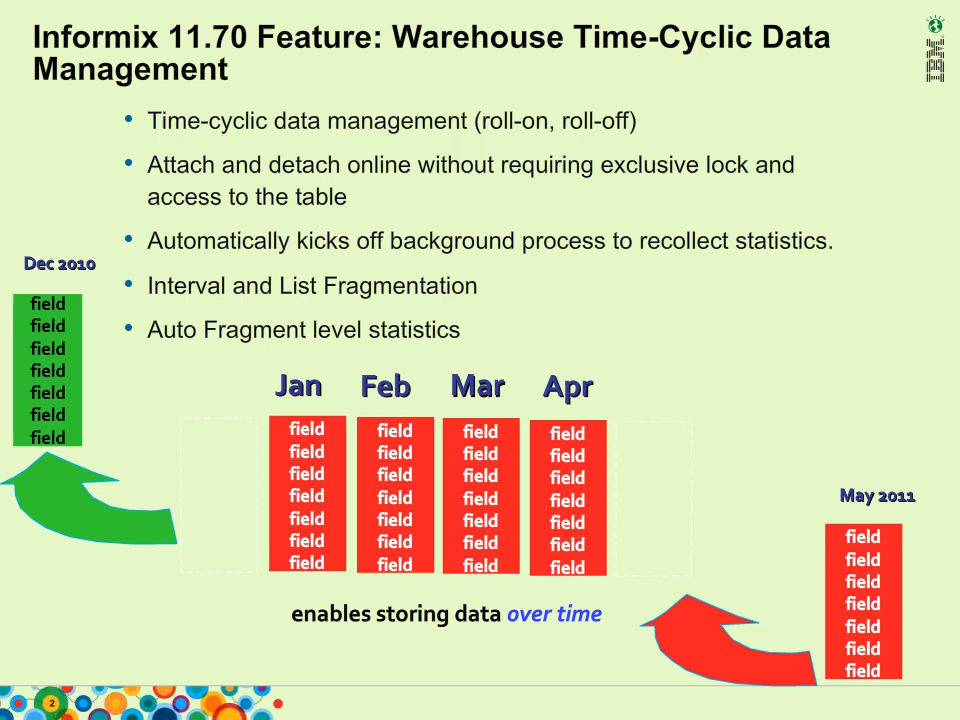 Informix 11.70 Feature: Warehouse Time-Cyclic Data
Management
IBM
• Time-cyclic data management (roll-on, roll-off)
• Attach and detach online without requiring exclusive lock and
access to the table
• Automatically kicks off background process to recollect statistics.
• Interval and List Fragmentation
• Auto Fragment level statistics
Dec 2010
field
field
field
field
field
field
field
Jan Feb Mar Apr
field field field field
field field field field
field field field field
field field field field
field field field field
field field field field
field field field field
May 2011
field
field
field
field
field
field
field
enables storing data over time
2